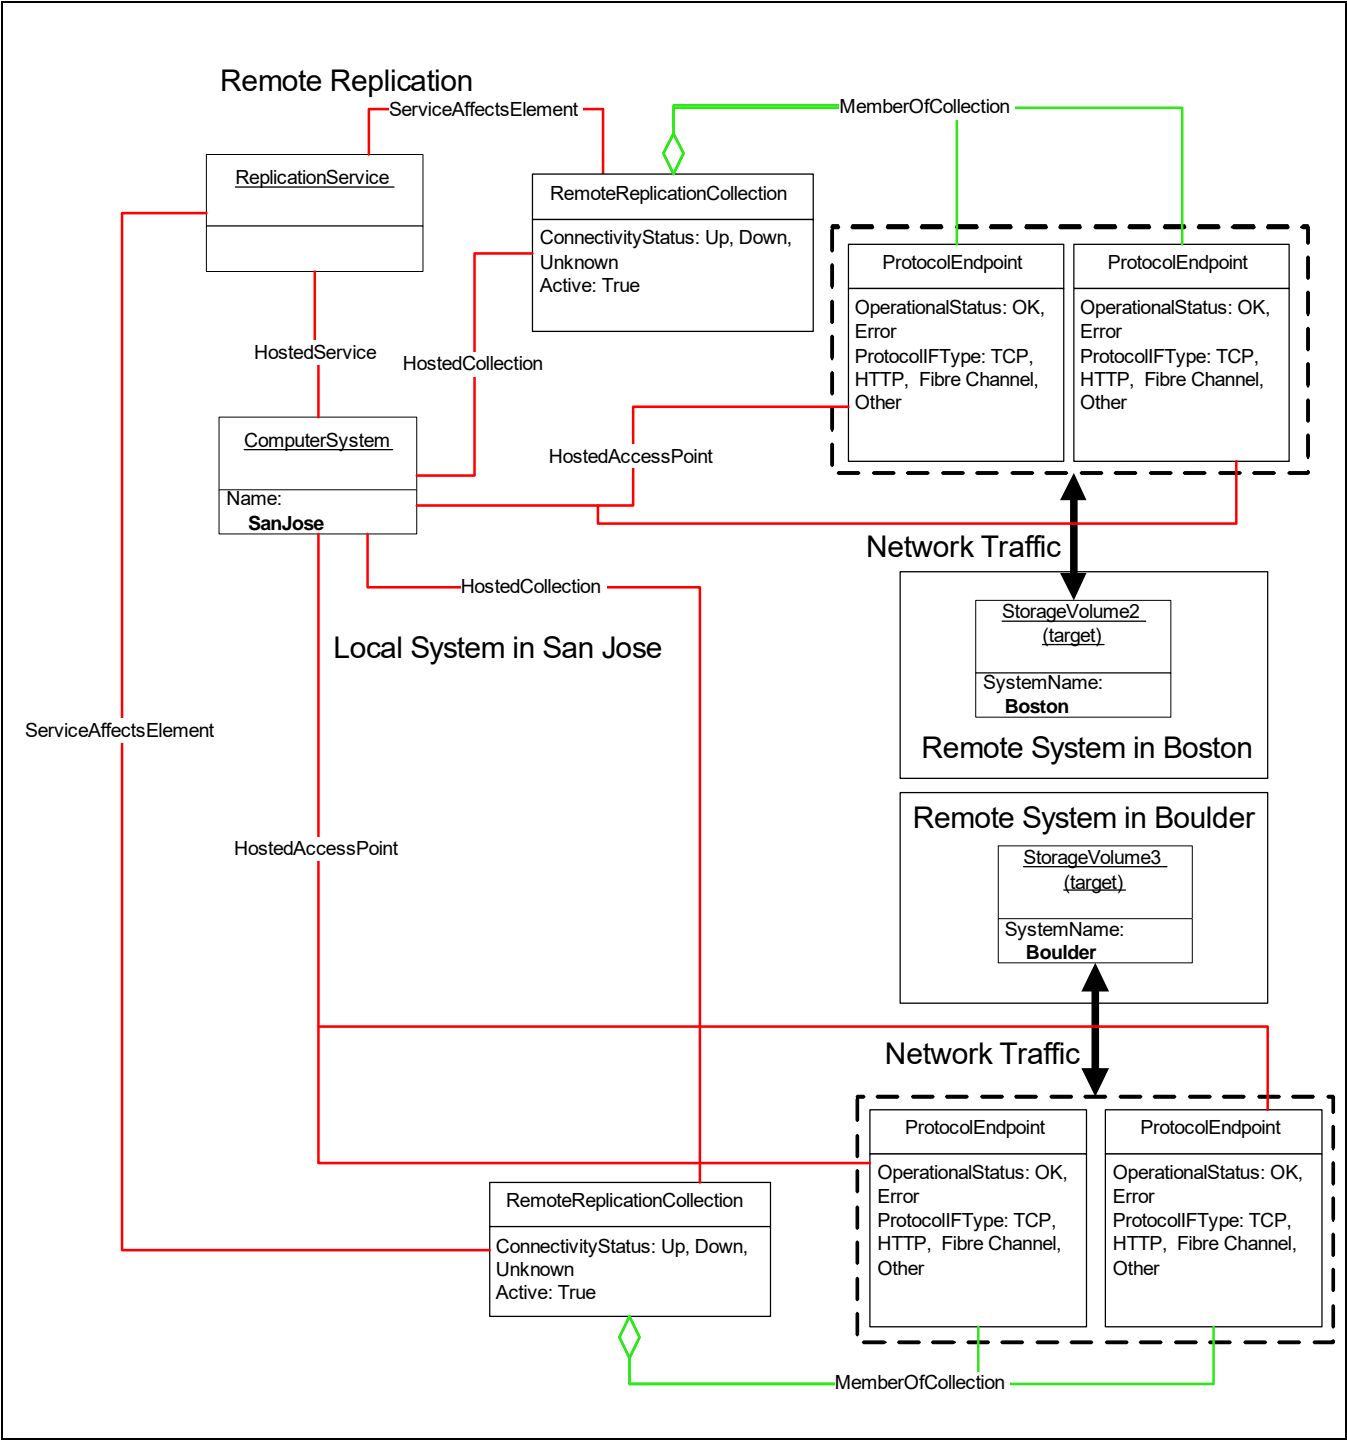 Remote Replication
ServiceAffectsElement
MemberOfCollection
ReplicationService
RemoteReplicationCollection
ConnectivityStatus: Up, Down,
Unknown
Active: True
ProtocolEndpoint
OperationalStatus: OK,
Error
ProtocolIFType: TCP,
HTTP, Fibre Channel,
Other
ProtocolEndpoint
OperationalStatus: OK,
Error
ProtocolIFType: TCP,
HTTP, Fibre Channel,
Other
HostedService
HostedCollection
ComputerSystem
Name:
SanJose
HostedAccessPoint
Network Traffic
HostedCollection
Local System in San Jose
StorageVolume2
(target)
SystemName:
Boston
Remote System in Boston
ServiceAffectsElement
Remote System in Boulder
StorageVolume3
(target)
SystemName:
Boulder
HostedAccessPoint
Network Traffic
ProtocolEndpoint
OperationalStatus: OK,
Error
ProtocolIFType: TCP,
HTTP, Fibre Channel,
Other
ProtocolEndpoint
OperationalStatus: OK,
Error
ProtocolIFType: TCP,
HTTP, Fibre Channel,
Other
RemoteReplicationCollection
ConnectivityStatus: Up, Down,
Unknown
Active: True
MemberOfCollection